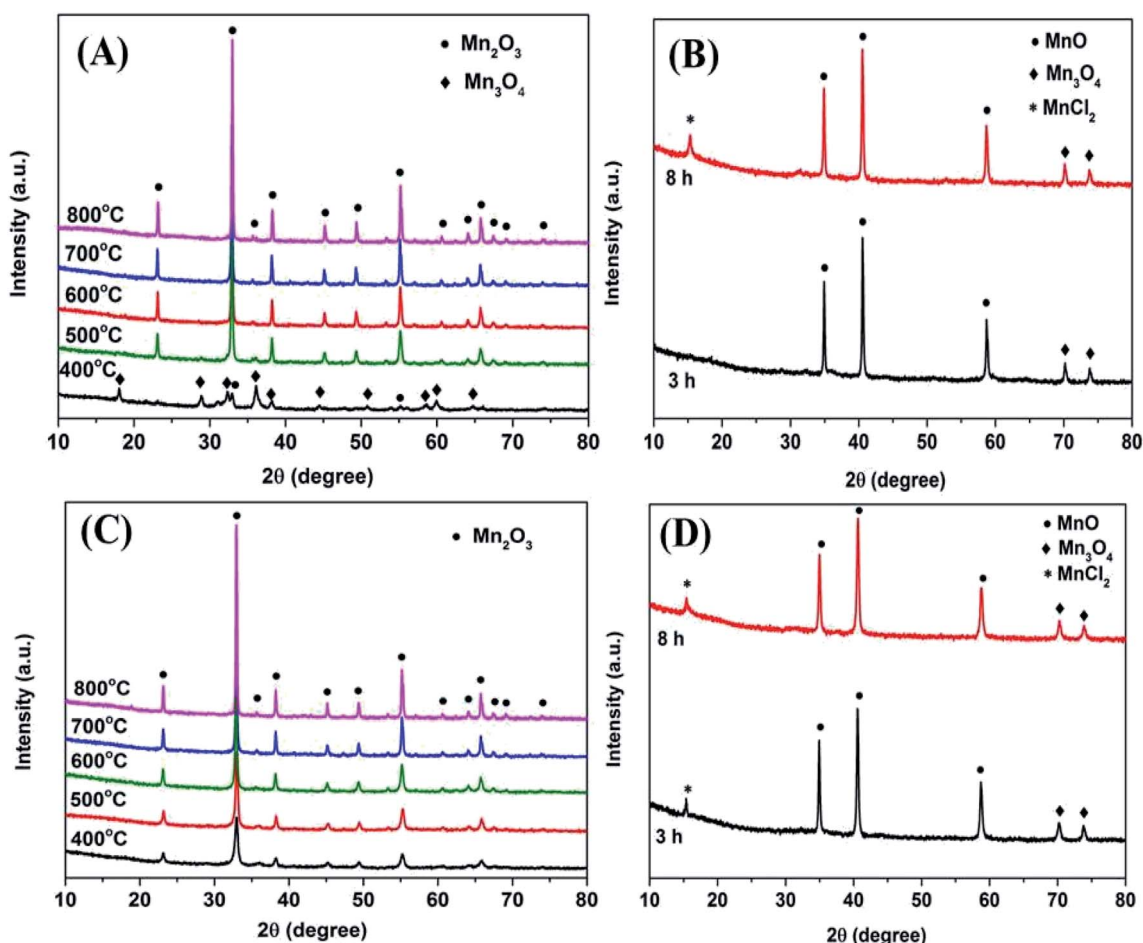 (A)
● Mn₂O₃
◆ Mn₃O₄
800°C
700°C
600°C
500°C
400°C
Intensity (a.u.)
10 20 30 40 50 60 70 80
2θ (degree)
(B)
● MnO
◆ Mn₃O₄
* MnCl₂
8 h
3 h
Intensity (a.u.)
10 20 30 40 50 60 70 80
2θ (degree)
(C)
● Mn₂O₃
800°C
700°C
600°C
500°C
400°C
Intensity (a.u.)
10 20 30 40 50 60 70 80
2θ (degree)
(D)
● MnO
◆ Mn₃O₄
* MnCl₂
8 h
3 h
Intensity (a.u.)
10 20 30 40 50 60 70 80
2θ (degree)